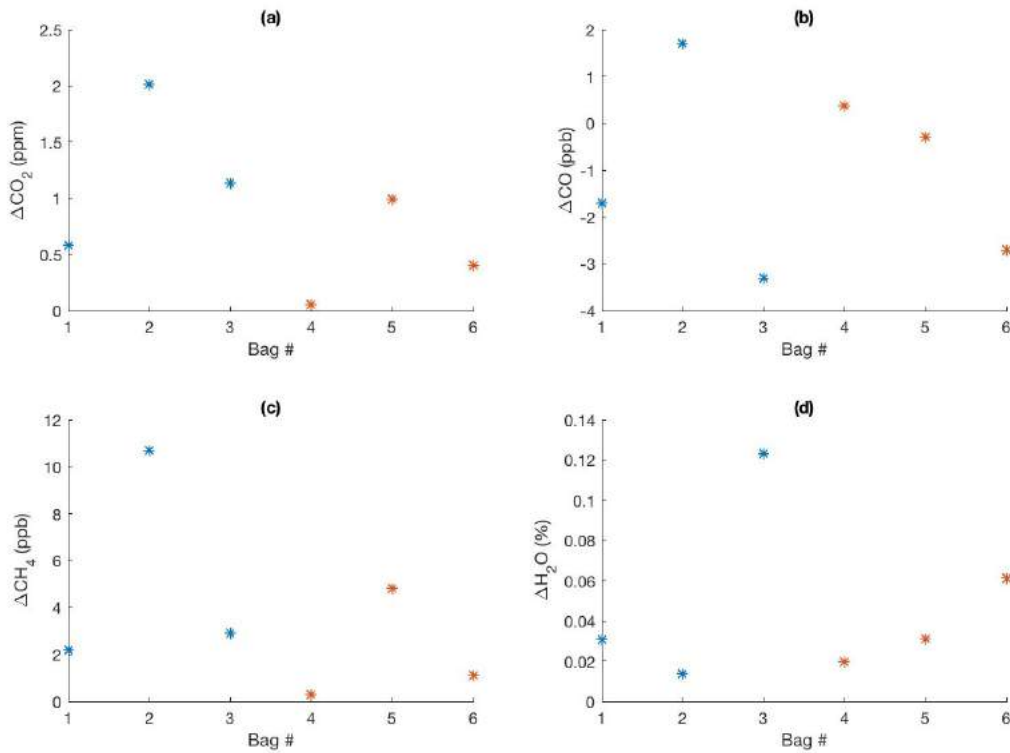 (a)
2.5
2
1.5
1
0.5
0
ΔCO₂ (ppm)
1 2 3 4 5 6
Bag #
(b)
2
1
0
-1
-2
-3
-4
ΔCO (ppb)
1 2 3 4 5 6
Bag #
(c)
12
10
8
6
4
2
0
ΔCH₄ (ppb)
1 2 3 4 5 6
Bag #
(d)
0.14
0.12
0.1
0.08
0.06
0.04
0.02
0
ΔH₂O (%)
1 2 3 4 5 6
Bag #